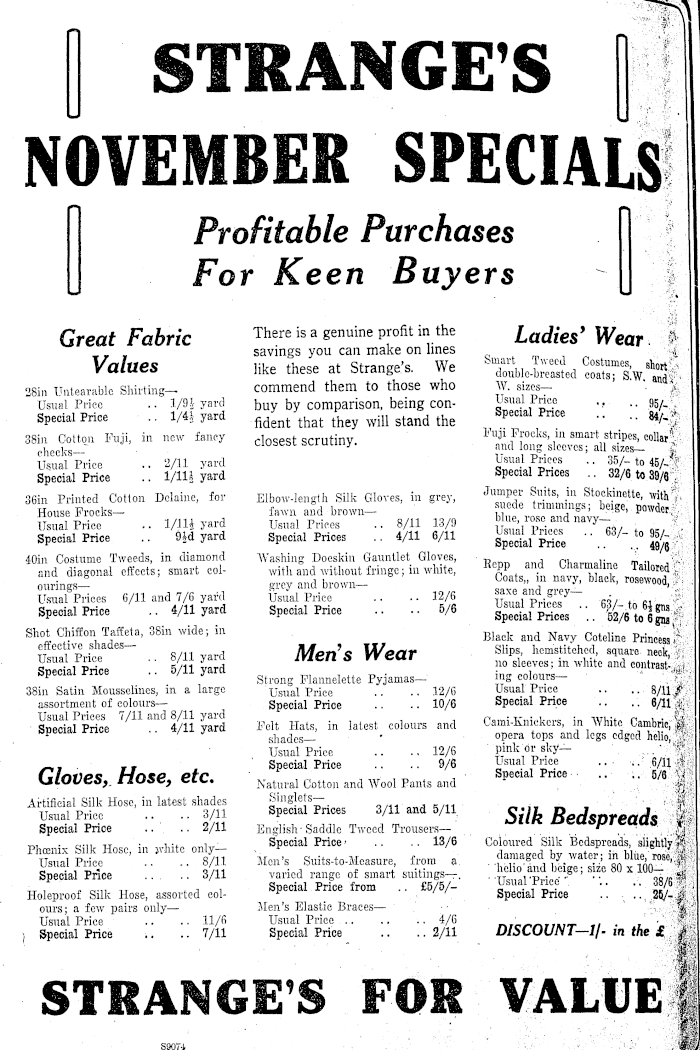 STRANGE'S
NOVEMBER SPECIALS
Profitable Purchases
For Keen Buyers
Great Fabric
Values
28in Untearable Shirting—
Usual Price .. 1/9½ yard
Special Price .. 1/4½ yard
38in Cotton Fuji, in new fancy
checks—
Usual Price .. 2/11 yard
Special Price .. 1/11½ yard
36in Printed Cotton Delaine, for
House Frocks—
Usual Price .. 1/11½ yard
Special Price .. 9½d yard
40in Costume Tweeds, in diamond
and diagonal effects; smart col-
ourings—
Usual Prices 6/11 and 7/6 yard
Special Price .. 4/11 yard
Shot Chiffon Taffeta, 38in wide; in
effective shades—
Usual Price .. 8/11 yard
Special Price .. 5/11 yard
38in Satin Mousselines, in a large
assortment of colours—
Usual Prices 7/11 and 8/11 yard
Special Price .. 4/11 yard
Gloves, Hose, etc.
Artificial Silk Hose, in latest shades
Usual Price .. .. 3/11
Special Price .. .. 2/11
Phœnix Silk Hose, in white only—
Usual Price .. .. 8/11
Special Price .. .. 3/11
Holeproof Silk Hose, assorted col-
ours; a few pairs only—
Usual Price .. .. 11/6
Special Price .. .. 7/11
There is a genuine profit in the
savings you can make on lines
like these at Strange's. We
commend them to those who
buy by comparison, being con-
fident that they will stand the
closest scrutiny.
Elbow-length Silk Gloves, in grey,
fawn and brown—
Usual Prices .. 8/11 13/9
Special Prices .. 4/11 6/11
Washing Doeskin Gauntlet Gloves,
with and without fringe; in white,
grey and brown—
Usual Price .. .. 12/6
Special Price .. .. 5/6
Men's Wear
Strong Flannelette Pyjamas—
Usual Price .. .. 12/6
Special Price .. .. 10/6
Felt Hats, in latest colours and
shades—
Usual Price .. .. 12/6
Special Price .. .. 9/6
Natural Cotton and Wool Pants and
Singlets—
Special Prices 3/11 and 5/11
English Saddle Tweed Trousers—
Special Price .. .. 13/6
Men's Suits-to-Measure, from a
varied range of smart suitings—
Special Price from .. £5/5/-
Men's Elastic Braces—
Usual Price .. .. .. 4/6
Special Price .. .. 2/11
Ladies' Wear
Smart Tweed Costumes, short
double-breasted coats; S.W. and
W. sizes—
Usual Price .. .. 95/-
Special Price .. .. 84/-
Fuji Frocks, in smart stripes, collar
and long sleeves; all sizes—
Usual Prices .. 35/- to 45/-
Special Prices .. 32/6 to 39/6
Jumper Suits, in Stockinette, with
suede trimmings; beige, powder
blue, rose and navy—
Usual Prices .. 63/- to 95/-
Special Price .. .. 49/6
Repp and Charmaline Tailored
Coats,, in navy, black, rosewood,
saxe and grey—
Usual Prices .. 63/- to 6½ gns
Special Prices .. 52/6 to 6 gns
Black and Navy Coteline Princess
Slips, hemstitched, square neck,
no sleeves; in white and contrast-
ing colours—
Usual Price .. .. 8/11
Special Price .. .. 6/11
Cami-Knickers, in White Cambric,
opera tops and legs edged helio,
pink or sky—
Usual Price .. .. 6/11
Special Price .. .. 5/6
Silk Bedspreads
Coloured Silk Bedspreads, slightly
damaged by water; in blue, rose,
helio and beige; size 80 x 100—
Usual Price .. .. 38/6
Special Price .. .. 25/-
DISCOUNT—1/- in the £
STRANGE'S FOR VALUE
S9074